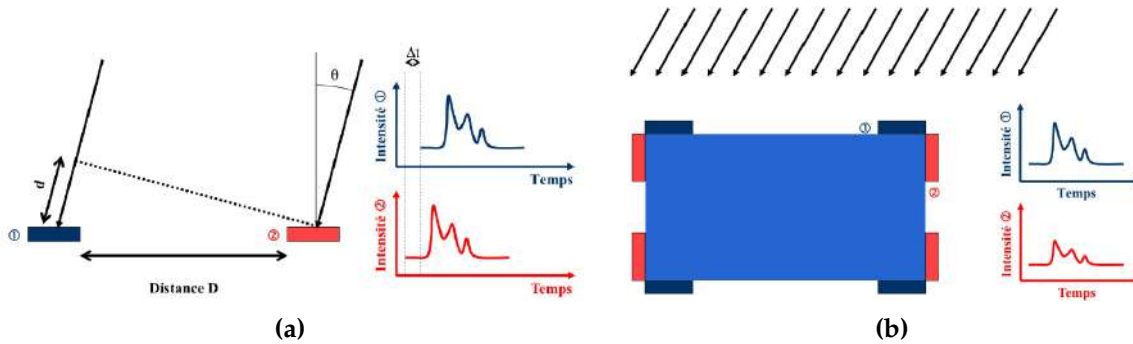 Δt
θ
Intensité ①
Temps
d
①
②
Distance D
Intensité ②
Temps
(a)
①
②
Intensité ①
Temps
Intensité ②
Temps
(b)